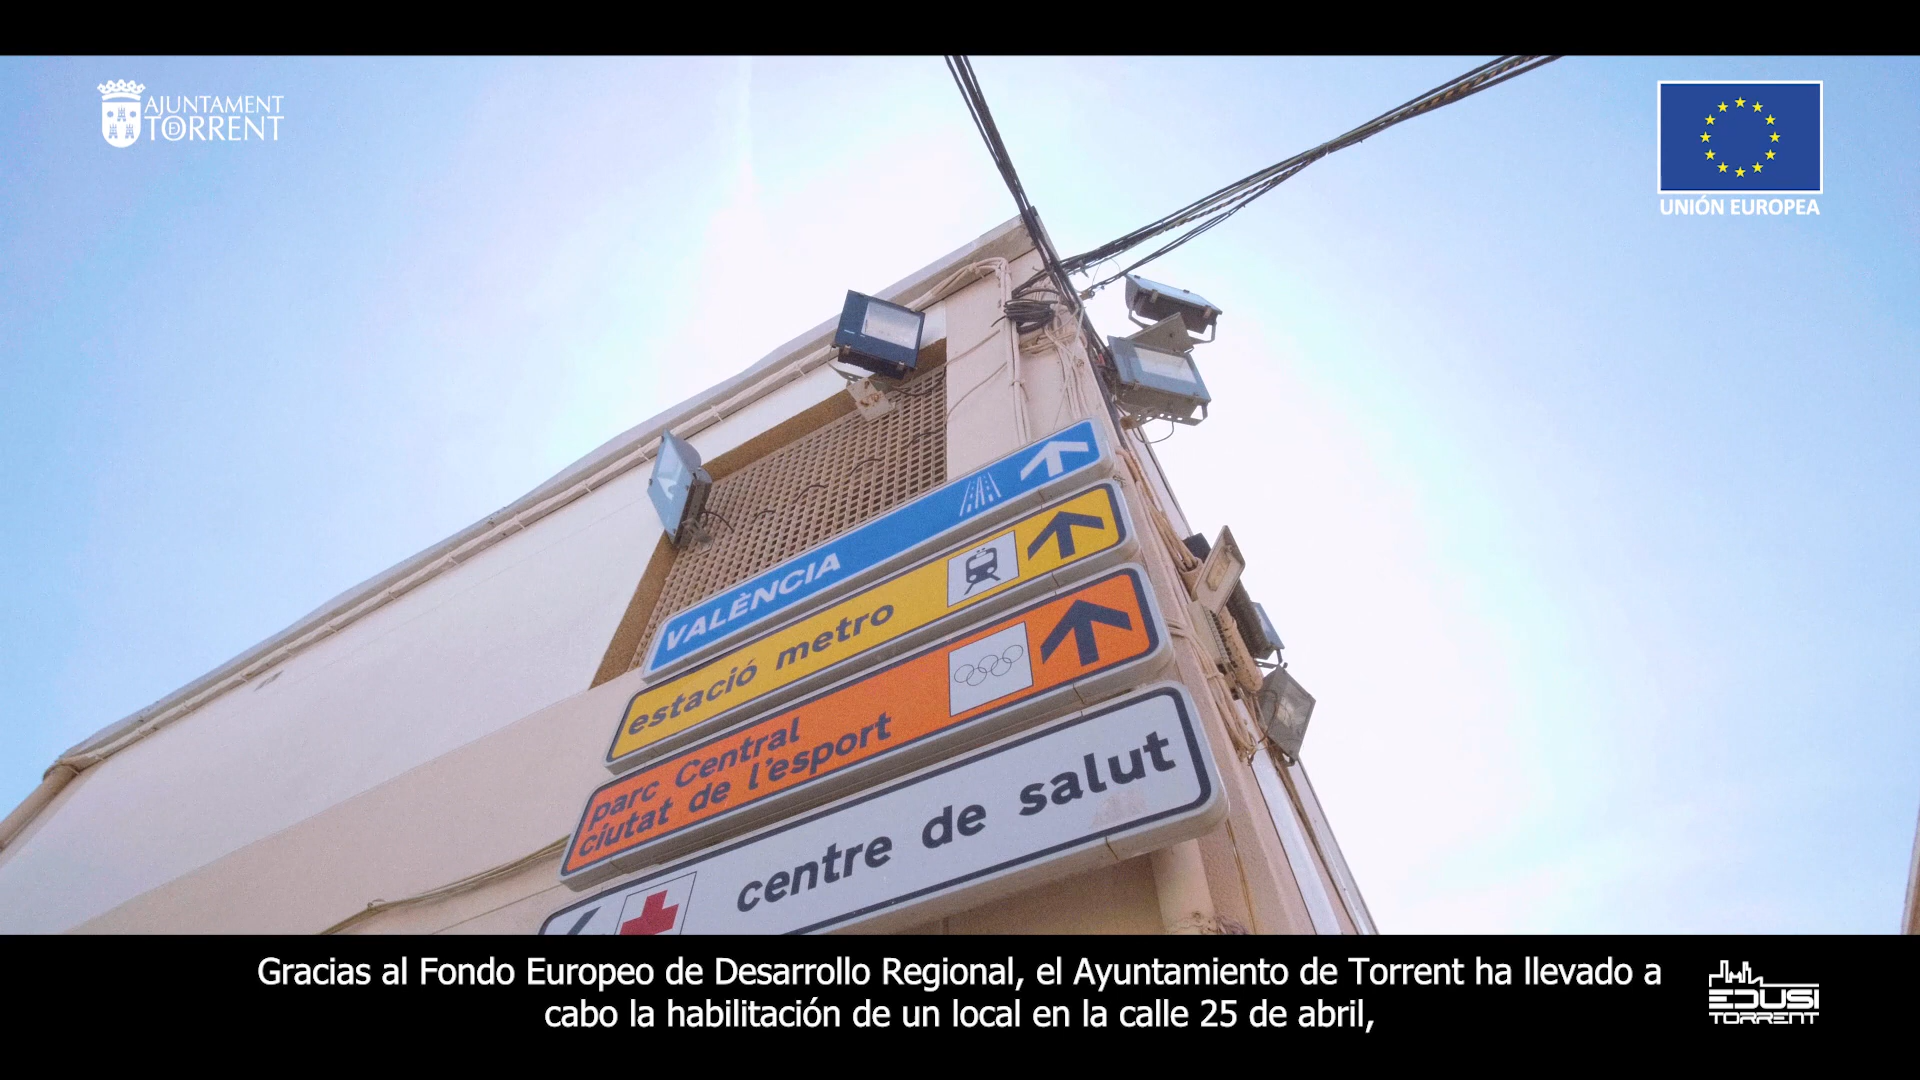 AJUNTAMENT
DE TORRENT
UNIÓN EUROPEA
VALÈNCIA
estació metro
parc Central
ciutat de l'esport
centre de salut
Gracias al Fondo Europeo de Desarrollo Regional, el Ayuntamiento de Torrent ha llevado a
cabo la habilitación de un local en la calle 25 de abril,
EDUSI
TORRENT